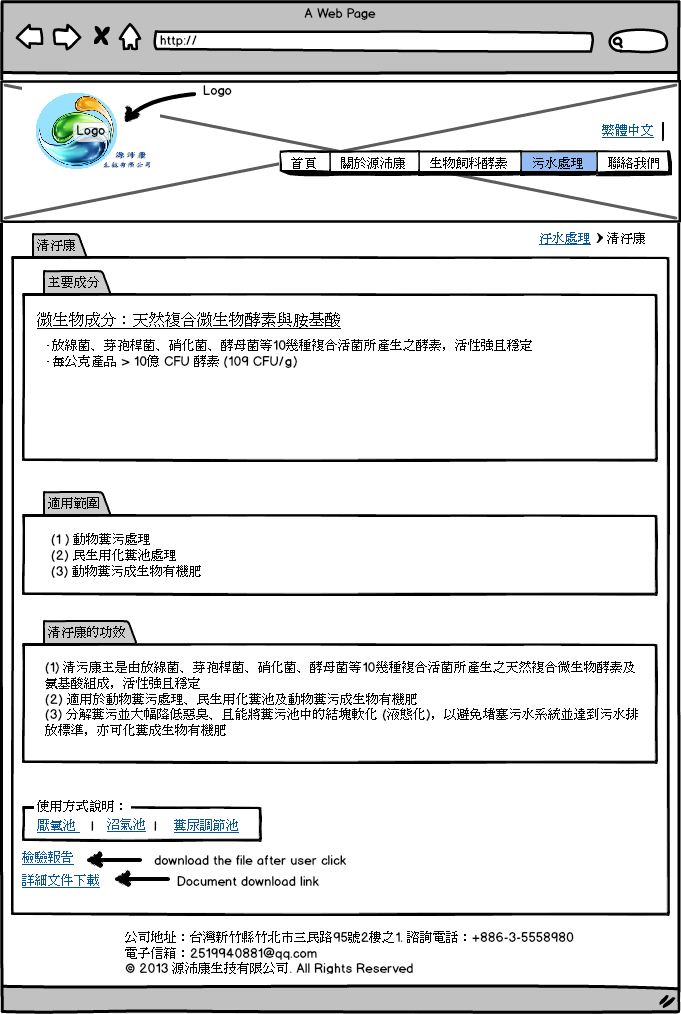 A Web Page
http://
Logo
Logo
源沛康
生技有限公司
繁體中文
首頁 關於源沛康 生物飼料酵素 污水處理 聯絡我們
清汙康
汙水處理 > 清汙康
主要成分
微生物成分：天然複合微生物酵素與胺基酸
- 放線菌、芽孢桿菌、硝化菌、酵母菌等10幾種複合活菌所產生之酵素，活性強且穩定
- 每公克產品 > 10億 CFU 酵素 (109 CFU/g)
適用範圍
(1) 動物糞污處理
(2) 民生用化糞池處理
(3) 動物糞污成生物有機肥
清汙康的功效
(1) 清污康主是由放線菌、芽孢桿菌、硝化菌、酵母菌等10幾種複合活菌所產生之天然複合微生物酵素及
氨基酸組成，活性強且穩定
(2) 適用於動物糞污處理、民生用化糞池及動物糞污成生物有機肥
(3) 分解糞污並大幅降低惡臭、且能將糞污池中的結塊軟化 (液態化)，以避免堵塞污水系統並達到污水排
放標準，亦可化糞成生物有機肥
使用方式說明：
厭氧池 | 沼氣池 | 糞尿調節池
檢驗報告 download the file after user click
詳細文件下載 Document download link
公司地址：台灣新竹縣竹北市三民路95號2樓之1. 諮詢電話：+886-3-5558980
電子信箱：2519940881@qq.com
© 2013 源沛康生技有限公司. All Rights Reserved